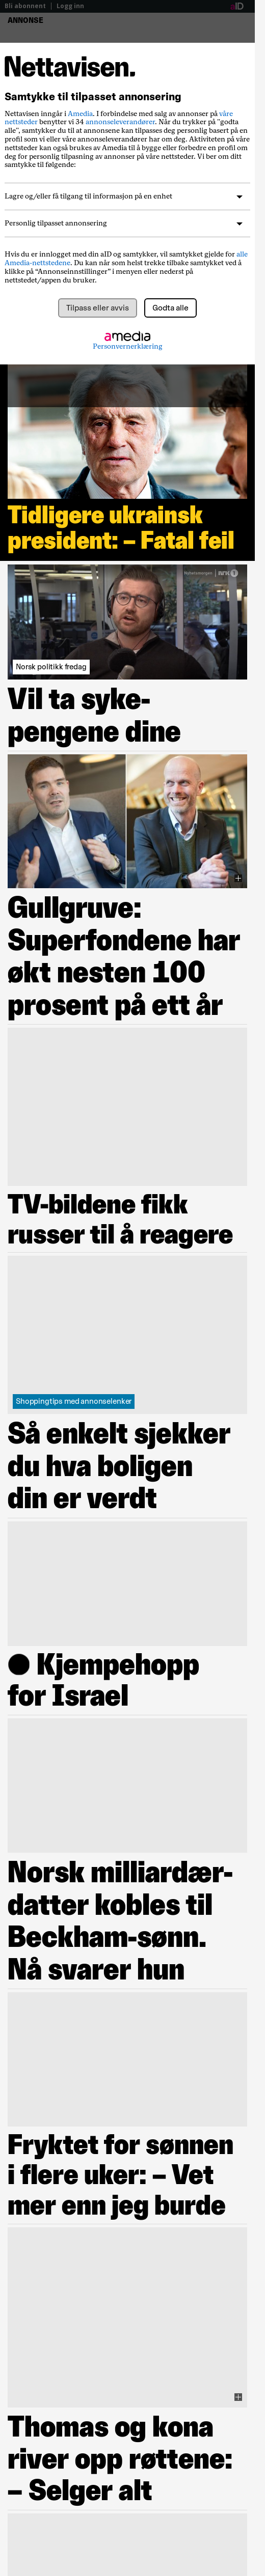 Bli abonnent | Logg inn
aID
ANNONSE
Nettavisen.
Samtykke til tilpasset annonsering
Nettavisen inngår i Amedia. I forbindelse med salg av annonser på våre
nettsteder benytter vi 34 annonseleverandører. Når du trykker på "godta
alle", samtykker du til at annonsene kan tilpasses deg personlig basert på en
profil som vi eller våre annonseleverandører har om deg. Aktiviteten på våre
nettsteder kan også brukes av Amedia til å bygge eller forbedre en profil om
deg for personlig tilpasning av annonser på våre nettsteder. Vi ber om ditt
samtykke til følgende:
Lagre og/eller få tilgang til informasjon på en enhet
Personlig tilpasset annonsering
Hvis du er innlogget med din aID og samtykker, vil samtykket gjelde for alle
Amedia-nettstedene. Du kan når som helst trekke tilbake samtykket ved å
klikke på “Annonseinnstillinger” i menyen eller nederst på
nettstedet/appen du bruker.
Tilpass eller avvis
Godta alle
amedia
Personvernerklæring
Tidligere ukrainsk
president: – Fatal feil
NRK 1
Norsk politikk fredag
Vil ta syke-
pengene dine
Gullgruve:
Superfondene har
økt nesten 100
prosent på ett år
TV-bildene fikk
russer til å reagere
Shoppingtips med annonselenker
Så enkelt sjekker
du hva boligen
din er verdt
● Kjempehopp
for Israel
Norsk milliardær-
datter kobles til
Beckham-sønn.
Nå svarer hun
Fryktet for sønnen
i flere uker: – Vet
mer enn jeg burde
Thomas og kona
river opp røttene:
– Selger alt